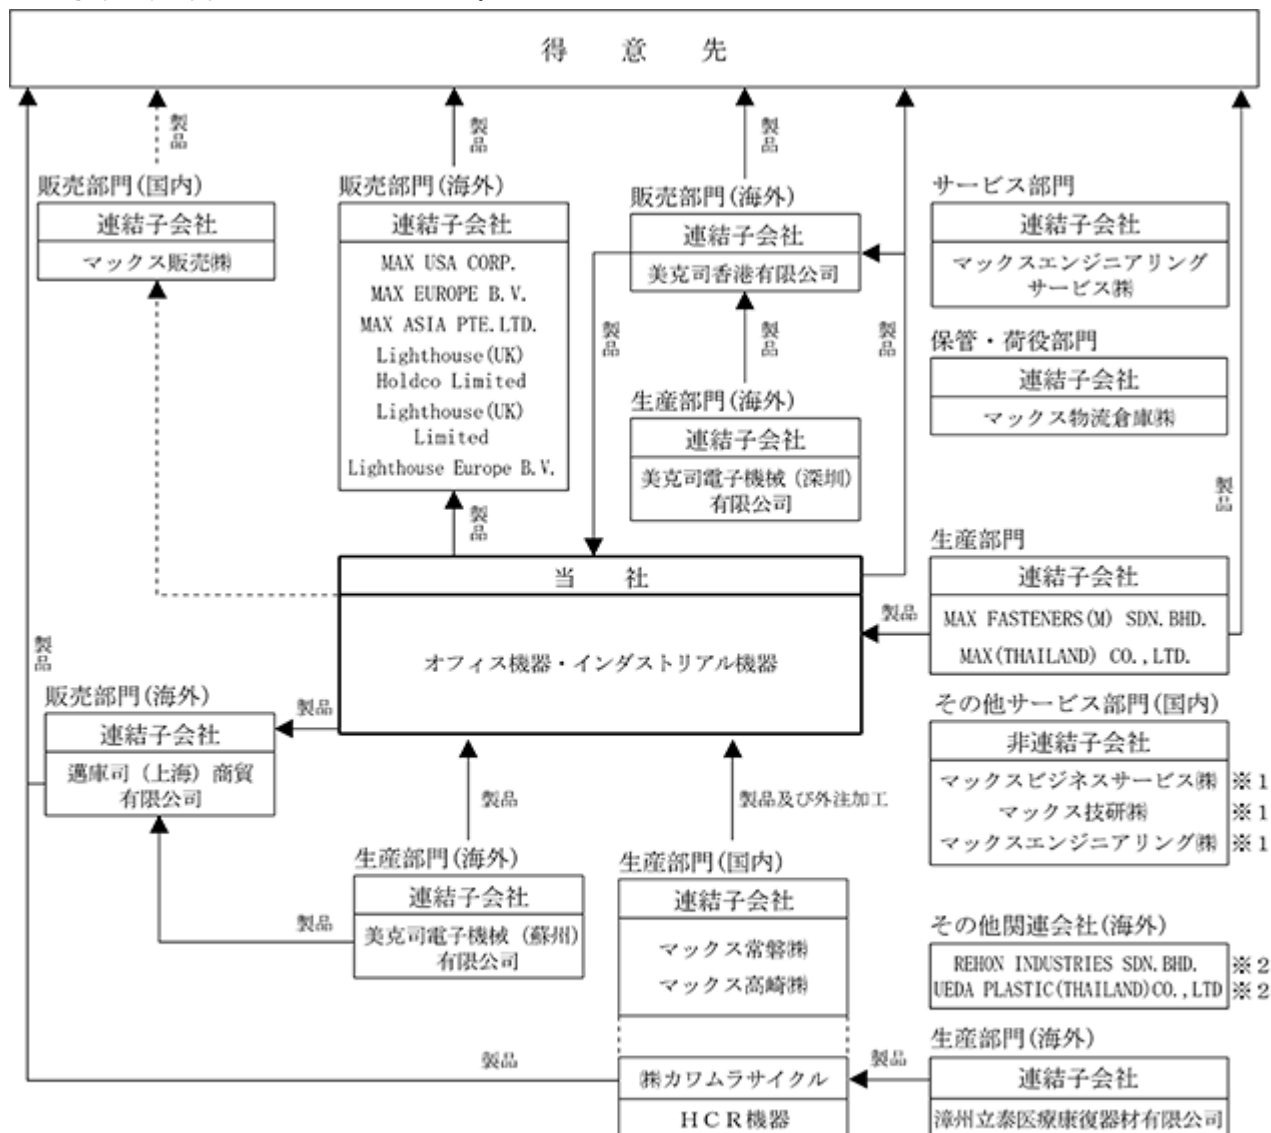 得意先
製品
製品
製品
販売部門(国内)
連結子会社
マックス販売㈱
販売部門(海外)
連結子会社
MAX USA CORP.
MAX EUROPE B.V.
MAX ASIA PTE.LTD.
Lighthouse(UK)
Holdco Limited
Lighthouse(UK)
Limited
Lighthouse Europe B.V.
製品
販売部門(海外)
連結子会社
美克司香港有限公司
製品
製品
製品
生産部門(海外)
連結子会社
美克司電子機械(深圳)
有限公司
サービス部門
連結子会社
マックスエンジニアリング
サービス㈱
保管・荷役部門
連結子会社
マックス物流倉庫㈱
製品
生産部門
連結子会社
MAX FASTENERS(M) SDN.BHD.
MAX(THAILAND) CO.,LTD.
製品
当社
オフィス機器・インダストリアル機器
製品
販売部門(海外)
連結子会社
邁庫司(上海)商貿
有限公司
製品
製品
製品及び外注加工
生産部門(海外)
連結子会社
美克司電子機械(蘇州)
有限公司
製品
生産部門(国内)
連結子会社
マックス常磐㈱
マックス高崎㈱
㈱カワムラサイクル
HCR機器
製品
その他サービス部門(国内)
非連結子会社
マックスビジネスサービス㈱ ※1
マックス技研㈱ ※1
マックスエンジニアリング㈱ ※1
その他関連会社(海外)
REHON INDUSTRIES SDN.BHD. ※2
UEDA PLASTIC(THAILAND)CO.,LTD ※2
生産部門(海外)
製品
連結子会社
漳州立泰医療康復器材有限公司